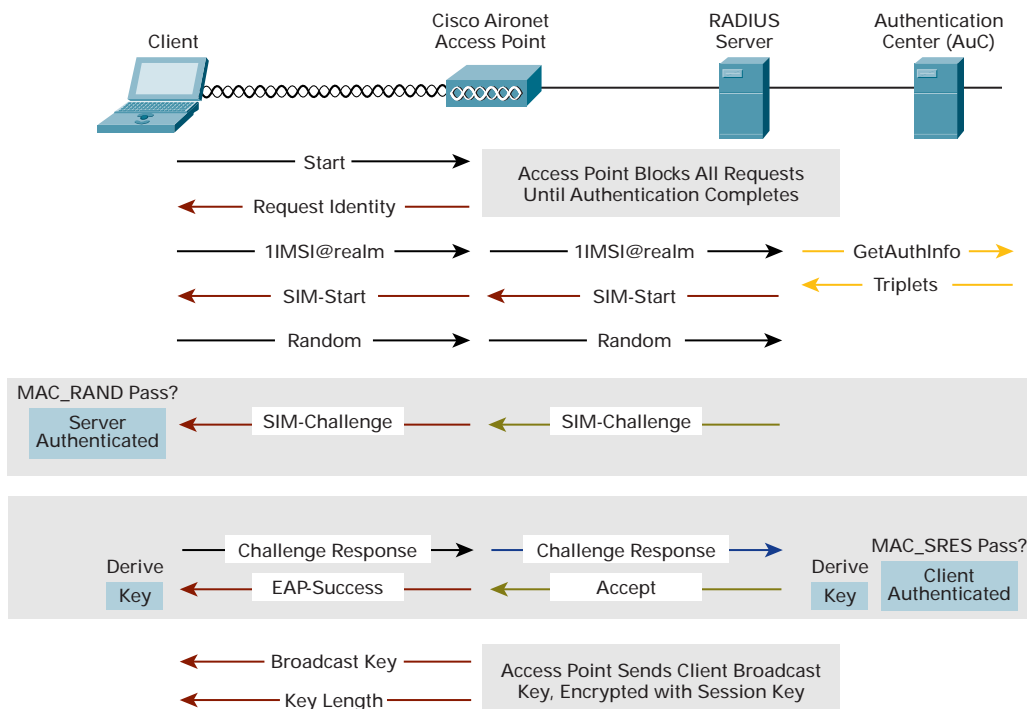 Client
Cisco Aironet
Access Point
RADIUS
Server
Authentication
Center (AuC)
Start
Access Point Blocks All Requests
Until Authentication Completes
Request Identity
1IMSI@realm
1IMSI@realm
GetAuthInfo
SIM-Start
SIM-Start
Triplets
Random
Random
MAC_RAND Pass?
Server
Authenticated
SIM-Challenge
SIM-Challenge
Challenge Response
Challenge Response
MAC_SRES Pass?
Derive
Key
EAP-Success
Accept
Derive
Key
Client
Authenticated
Broadcast Key
Access Point Sends Client Broadcast
Key, Encrypted with Session Key
Key Length